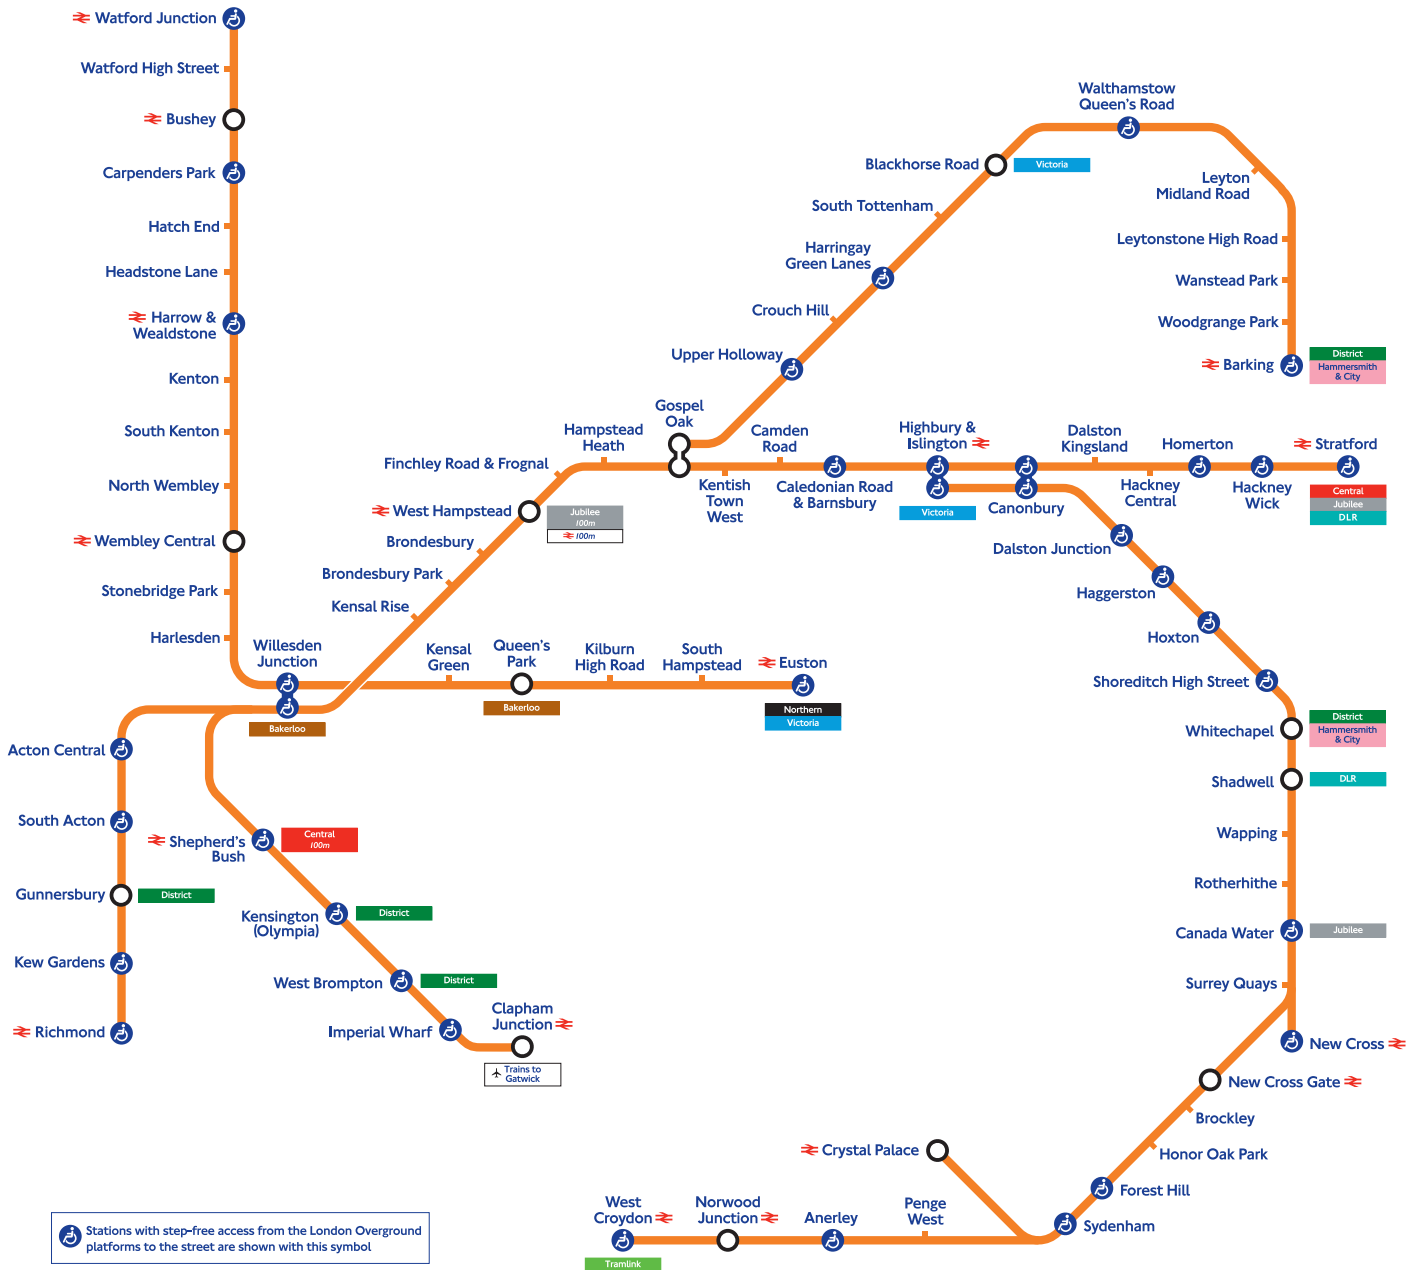 Watford Junction
Watford High Street
Bushey
Carpenders Park
Hatch End
Headstone Lane
Harrow &
Wealdstone
Kenton
South Kenton
North Wembley
Wembley Central
Stonebridge Park
Harlesden
Willesden
Junction
Bakerloo
Kensal
Green
Queen's
Park
Bakerloo
Kilburn
High Road
South
Hampstead
Euston
Northern
Victoria
Acton Central
South Acton
Gunnersbury
District
Kew Gardens
Richmond
Shepherd's
Bush
Central
100m
Kensington
(Olympia)
District
West Brompton
District
Imperial Wharf
Clapham
Junction
Trains to
Gatwick
Kensal Rise
Brondesbury Park
Brondesbury
West Hampstead
Jubilee
100m
100m
Finchley Road & Frognal
Hampstead
Heath
Gospel
Oak
Kentish
Town
West
Camden
Road
Caledonian Road
& Barnsbury
Highbury &
Islington
Victoria
Canonbury
Dalston
Kingsland
Hackney
Central
Homerton
Hackney
Wick
Stratford
Central
Jubilee
DLR
Upper Holloway
Crouch Hill
Harringay
Green Lanes
South Tottenham
Blackhorse Road
Victoria
Walthamstow
Queen's Road
Leyton
Midland Road
Leytonstone High Road
Wanstead Park
Woodgrange Park
Barking
District
Hammersmith
& City
Dalston Junction
Haggerston
Hoxton
Shoreditch High Street
Whitechapel
District
Hammersmith
& City
Shadwell
DLR
Wapping
Rotherhithe
Canada Water
Jubilee
Surrey Quays
New Cross
New Cross Gate
Brockley
Honor Oak Park
Forest Hill
Sydenham
Crystal Palace
Penge
West
Anerley
Norwood
Junction
West
Croydon
Tramlink
Stations with step-free access from the London Overground
platforms to the street are shown with this symbol